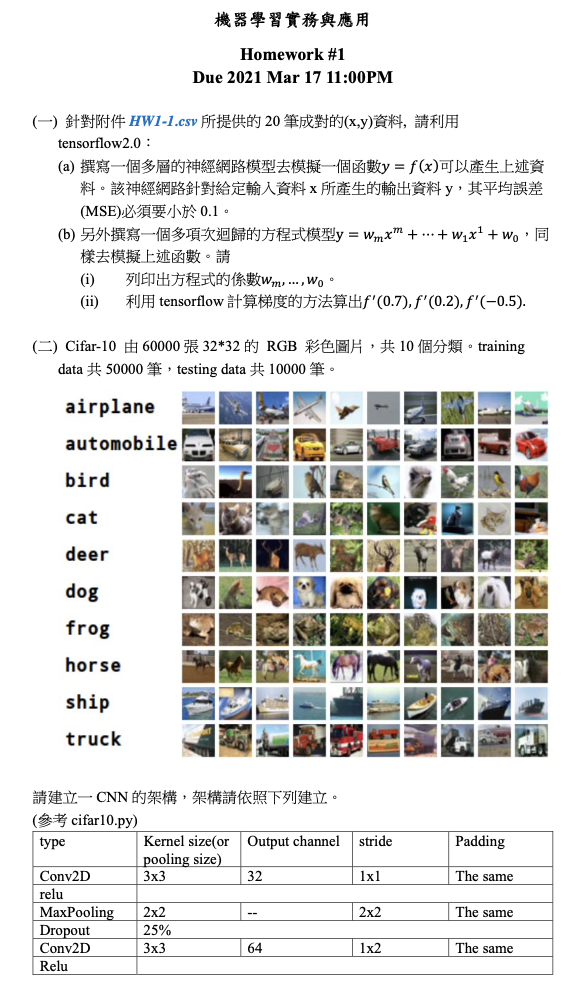 機器學習實務與應用
Homework #1
Due 2021 Mar 17 11:00PM
(一) 針對附件 HW1-1.csv 所提供的 20 筆成對的(x,y)資料, 請利用
tensorflow2.0：
(a) 撰寫一個多層的神經網路模型去模擬一個函數y = f(x)可以產生上述資
料。該神經網路針對給定輸入資料 x 所產生的輸出資料 y，其平均誤差
(MSE)必須要小於 0.1。
(b) 另外撰寫一個多項次迴歸的方程式模型y = wₘxᵐ + ⋯ + w₁x¹ + w₀，同
樣去模擬上述函數。請
(i) 列印出方程式的係數wₘ, … , w₀。
(ii) 利用 tensorflow 計算梯度的方法算出f′(0.7), f′(0.2), f′(−0.5).
(二) Cifar-10 由 60000 張 32*32 的 RGB 彩色圖片，共 10 個分類。training
data 共 50000 筆，testing data 共 10000 筆。
airplane
automobile
bird
cat
deer
dog
frog
horse
ship
truck
請建立一 CNN 的架構，架構請依照下列建立。
(參考 cifar10.py)
type Kernel size(or pooling size) Output channel stride Padding
Conv2D 3x3 32 1x1 The same
relu
MaxPooling 2x2 -- 2x2 The same
Dropout 25%
Conv2D 3x3 64 1x2 The same
Relu